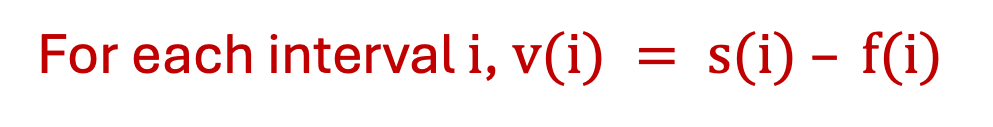 For each interval i, v(i) = s(i) – f(i)